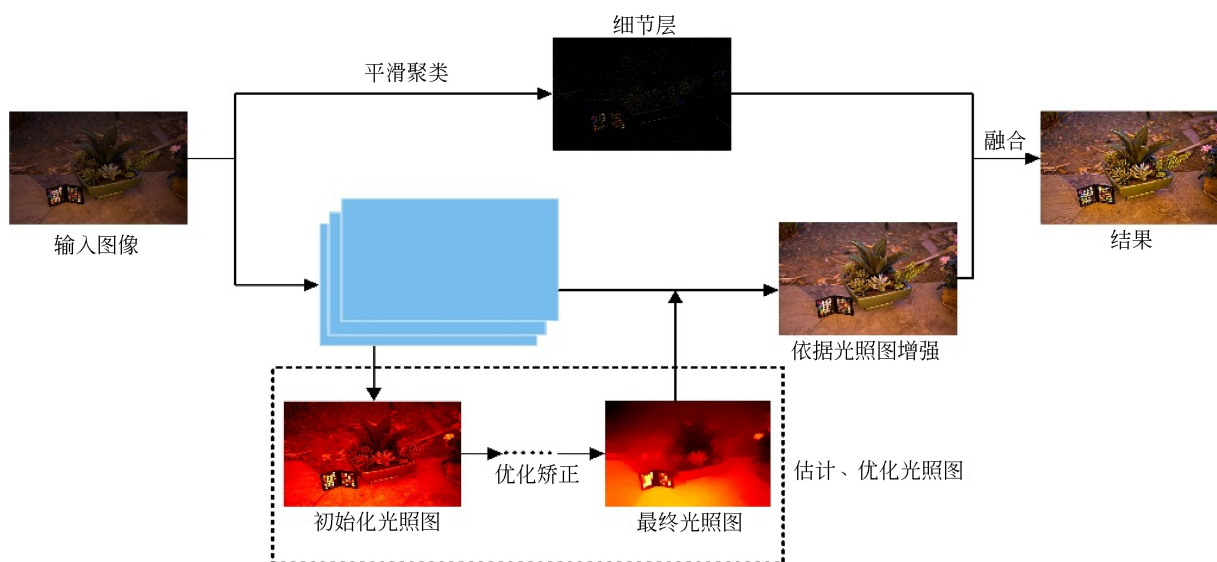 细节层
平滑聚类
融合
输入图像
结果
依据光照图增强
优化矫正
估计、优化光照图
初始化光照图
最终光照图